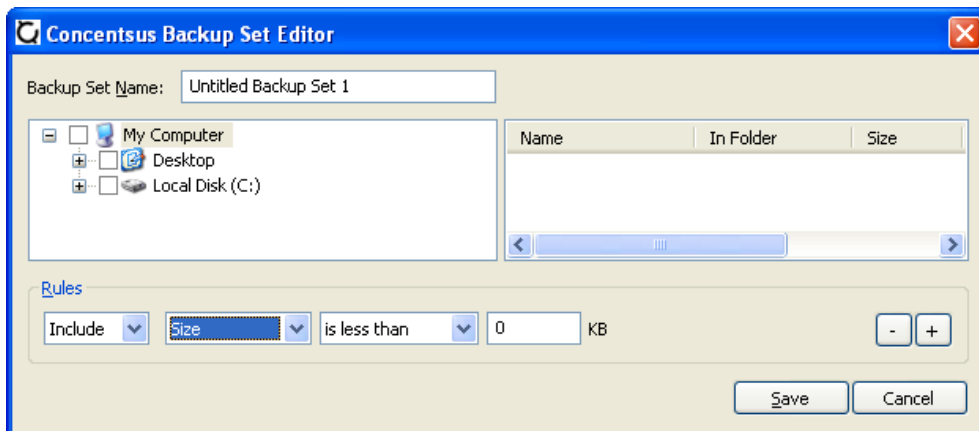 Concentsus Backup Set Editor
Backup Set Name: Untitled Backup Set 1
My Computer
Desktop
Local Disk (C:)
Name In Folder Size
Rules
Include Size is less than 0 KB - +
Save Cancel